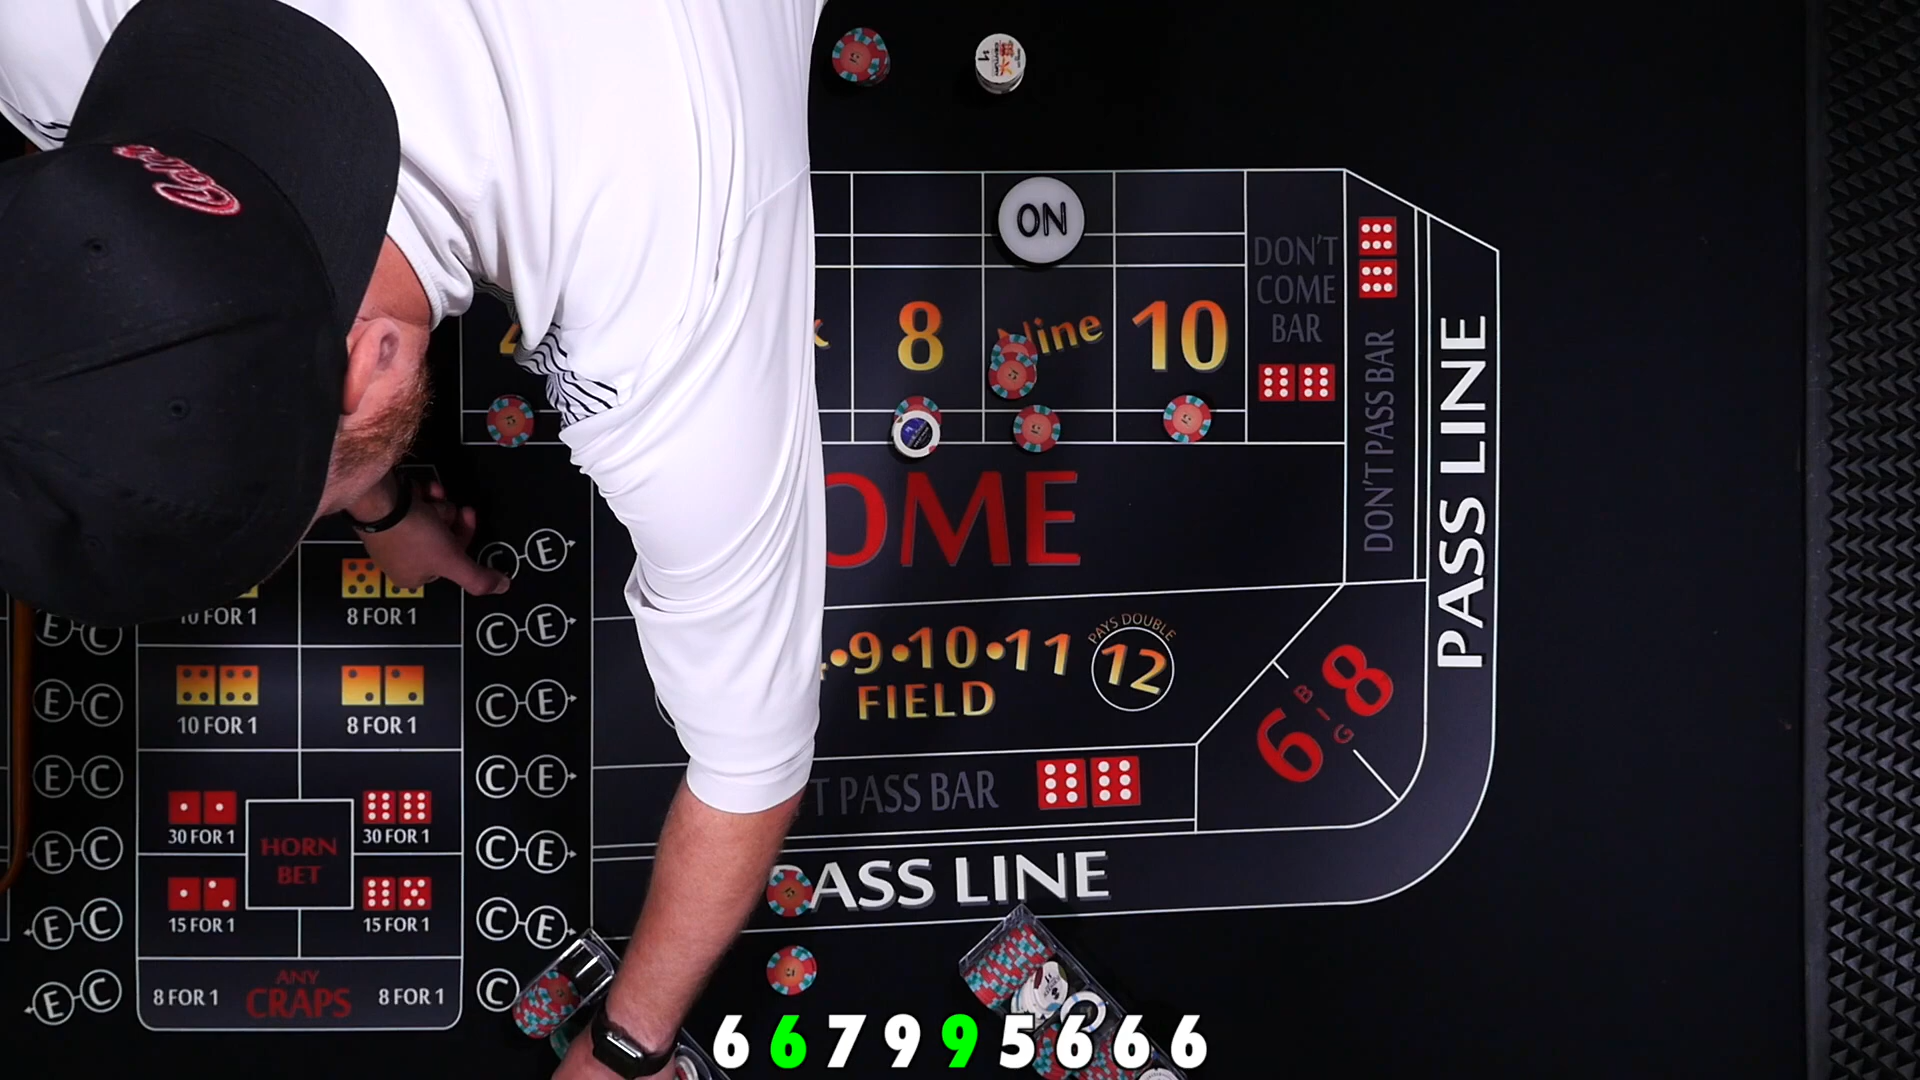 ON
8
line
10
DON'T
COME
BAR
DON'T PASS BAR
PASS LINE
OME
C E
10 FOR 1
8 FOR 1
E C
C E
•9•10•11
PAYS DOUBLE
12
FIELD
10 FOR 1
8 FOR 1
E C
C E
6 8
BIG
E C
C E
30 FOR 1
30 FOR 1
HORN
BET
T PASS BAR
E C
C E
15 FOR 1
15 FOR 1
E C
C E
PASS LINE
8 FOR 1
ANY
CRAPS
8 FOR 1
E C
C
6 6 7 9 9 5 6 6 6